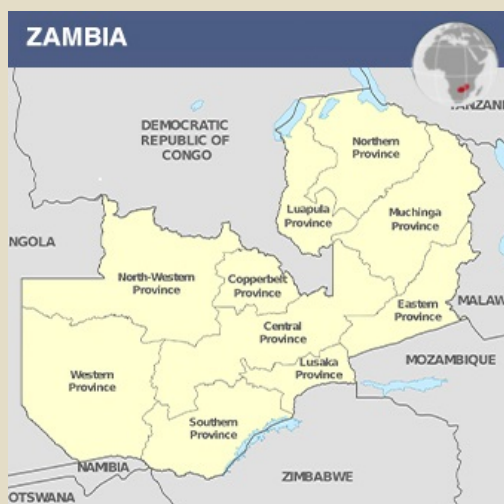 ZAMBIA
TANZANI
DEMOCRATIC
REPUBLIC OF
CONGO
Northern
Province
Luapula
Province
Muchinga
Province
NGOLA
North-Western
Province
Copperbelt
Province
Eastern
Province
MALAW
Central
Province
Lusaka
Province
MOZAMBIQUE
Western
Province
Southern
Province
NAMIBIA
ZIMBABWE
OTSWANA